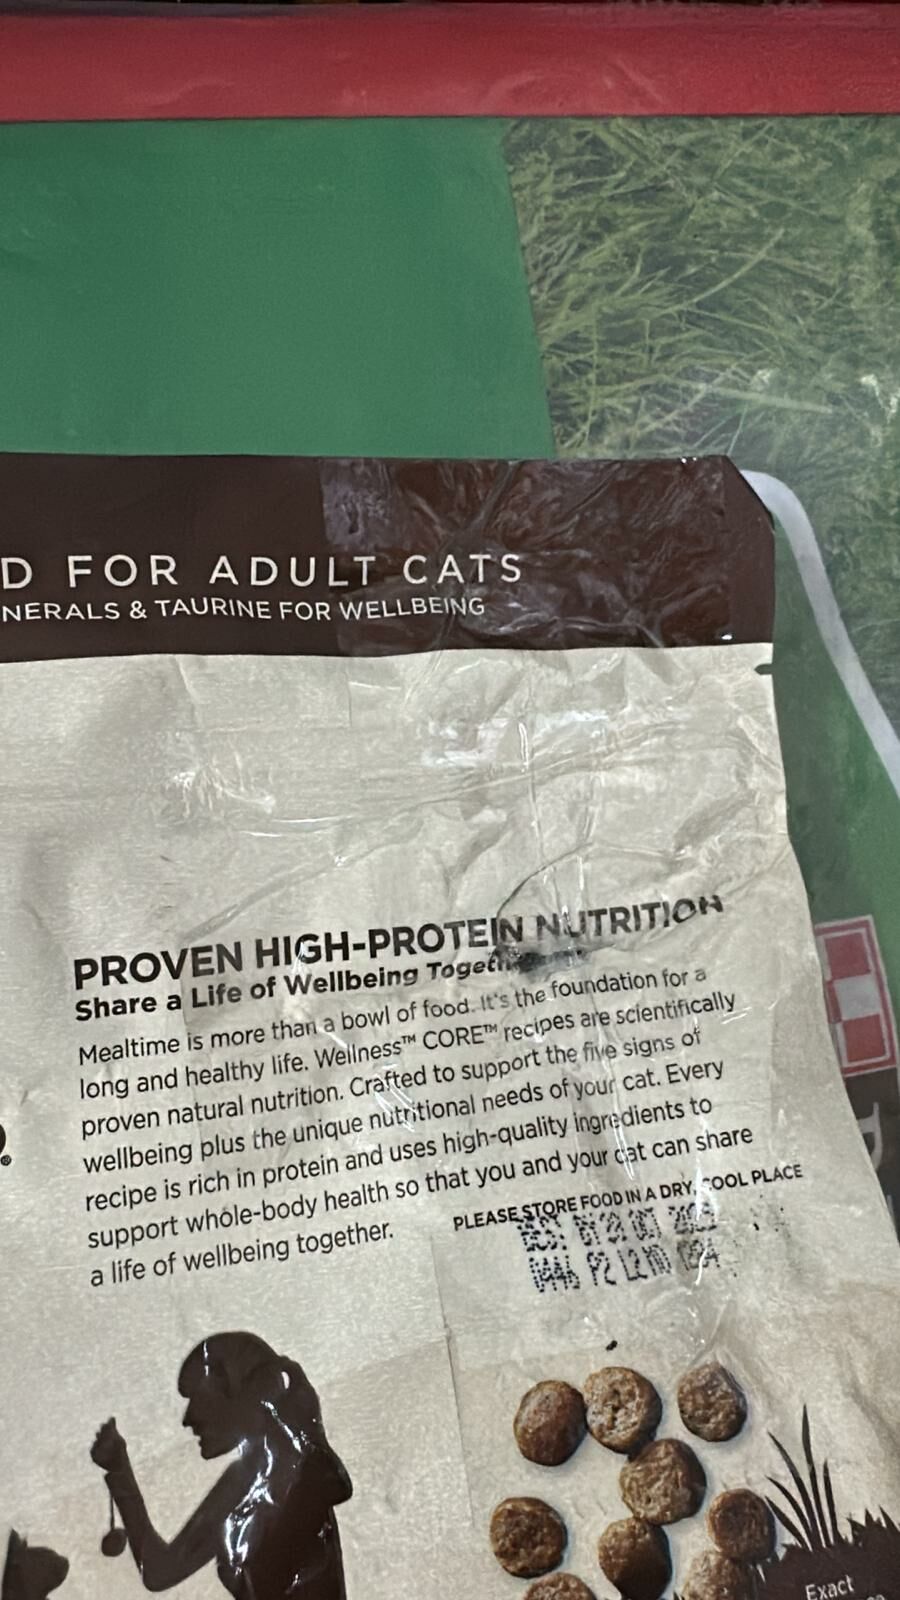 D FOR ADULT CATS
NERALS & TAURINE FOR WELLBEING
PROVEN HIGH-PROTEIN NUTRITION
Share a Life of Wellbeing
Mealtime is more than a bowl of food. It's the foundation for a
long and healthy life. Wellness™ CORE™ recipes are scientifically
proven natural nutrition. Crafted to support the five signs of
wellbeing plus the unique nutritional needs of your cat. Every
recipe is rich in protein and uses high-quality ingredients to
support whole-body health so that you and your cat can share
a life of wellbeing together.
PLEASE STORE FOOD IN A DRY, COOL PLACE
BY OCT
P2
Exact